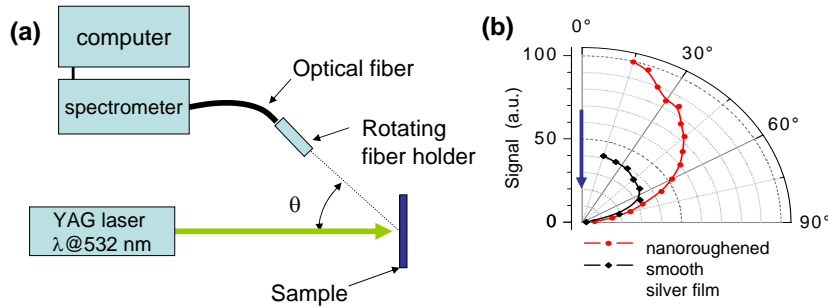 (a)
computer
spectrometer
Optical fiber
Rotating
fiber holder
θ
YAG laser
λ@532 nm
Sample
(b)
0°
30°
60°
90°
100
50
0
Signal (a.u.)
nanoroughened
smooth
silver film